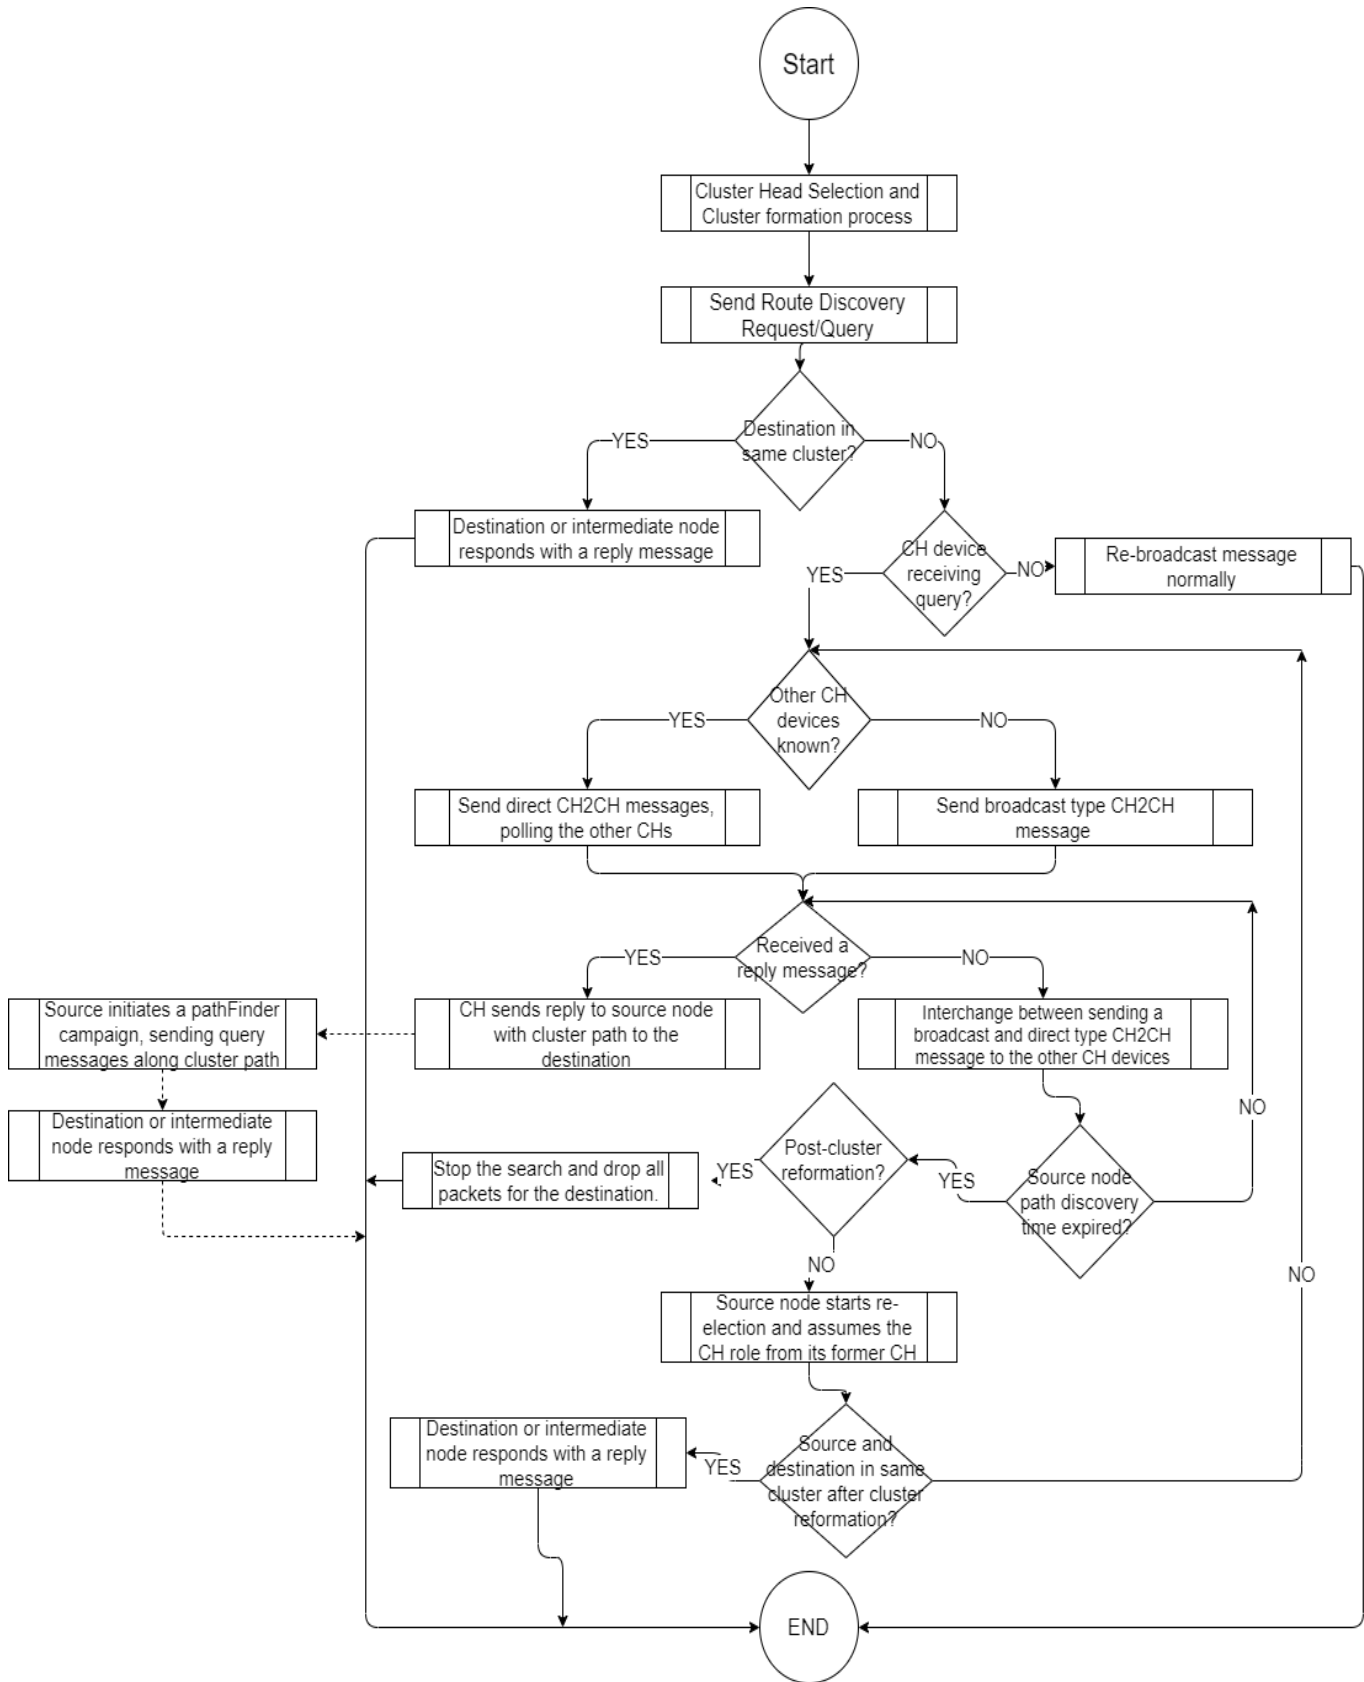 Start
Cluster Head Selection and
Cluster formation process
Send Route Discovery
Request/Query
Destination in
same cluster?
YES
NO
Destination or intermediate node
responds with a reply message
CH device
receiving
query?
YES
NO
Re-broadcast message
normally
Other CH
devices
known?
YES
NO
Send direct CH2CH messages,
polling the other CHs
Send broadcast type CH2CH
message
Received a
reply message?
YES
NO
Source initiates a pathFinder
campaign, sending query
messages along cluster path
CH sends reply to source node
with cluster path to the
destination
Interchange between sending a
broadcast and direct type CH2CH
message to the other CH devices
NO
Destination or intermediate
node responds with a reply
message
Stop the search and drop all
packets for the destination.
YES
Post-cluster
reformation?
YES
Source node
path discovery
time expired?
NO
NO
Source node starts re-
election and assumes the
CH role from its former CH
Destination or intermediate
node responds with a reply
message
YES
Source and
destination in same
cluster after cluster
reformation?
END